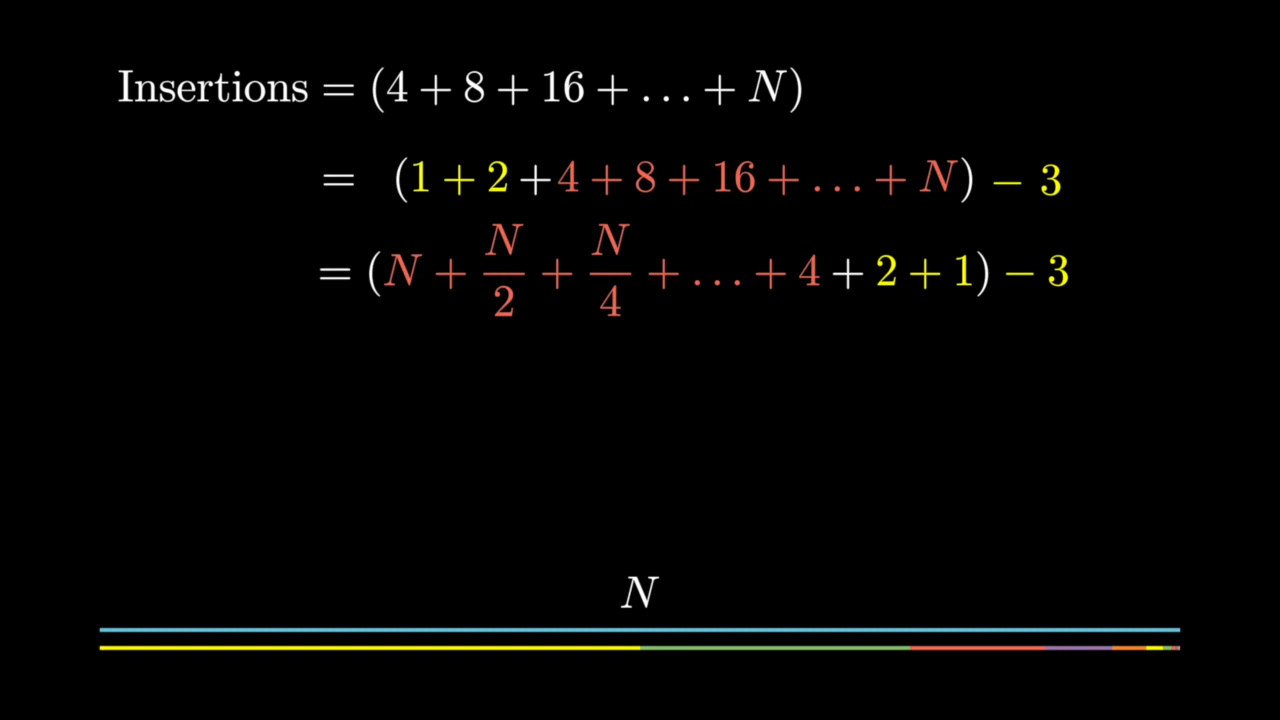 Insertions = (4 + 8 + 16 + ... + N)
= (1 + 2 + 4 + 8 + 16 + ... + N) − 3
= (N + N/2 + N/4 + ... + 4 + 2 + 1) − 3
N